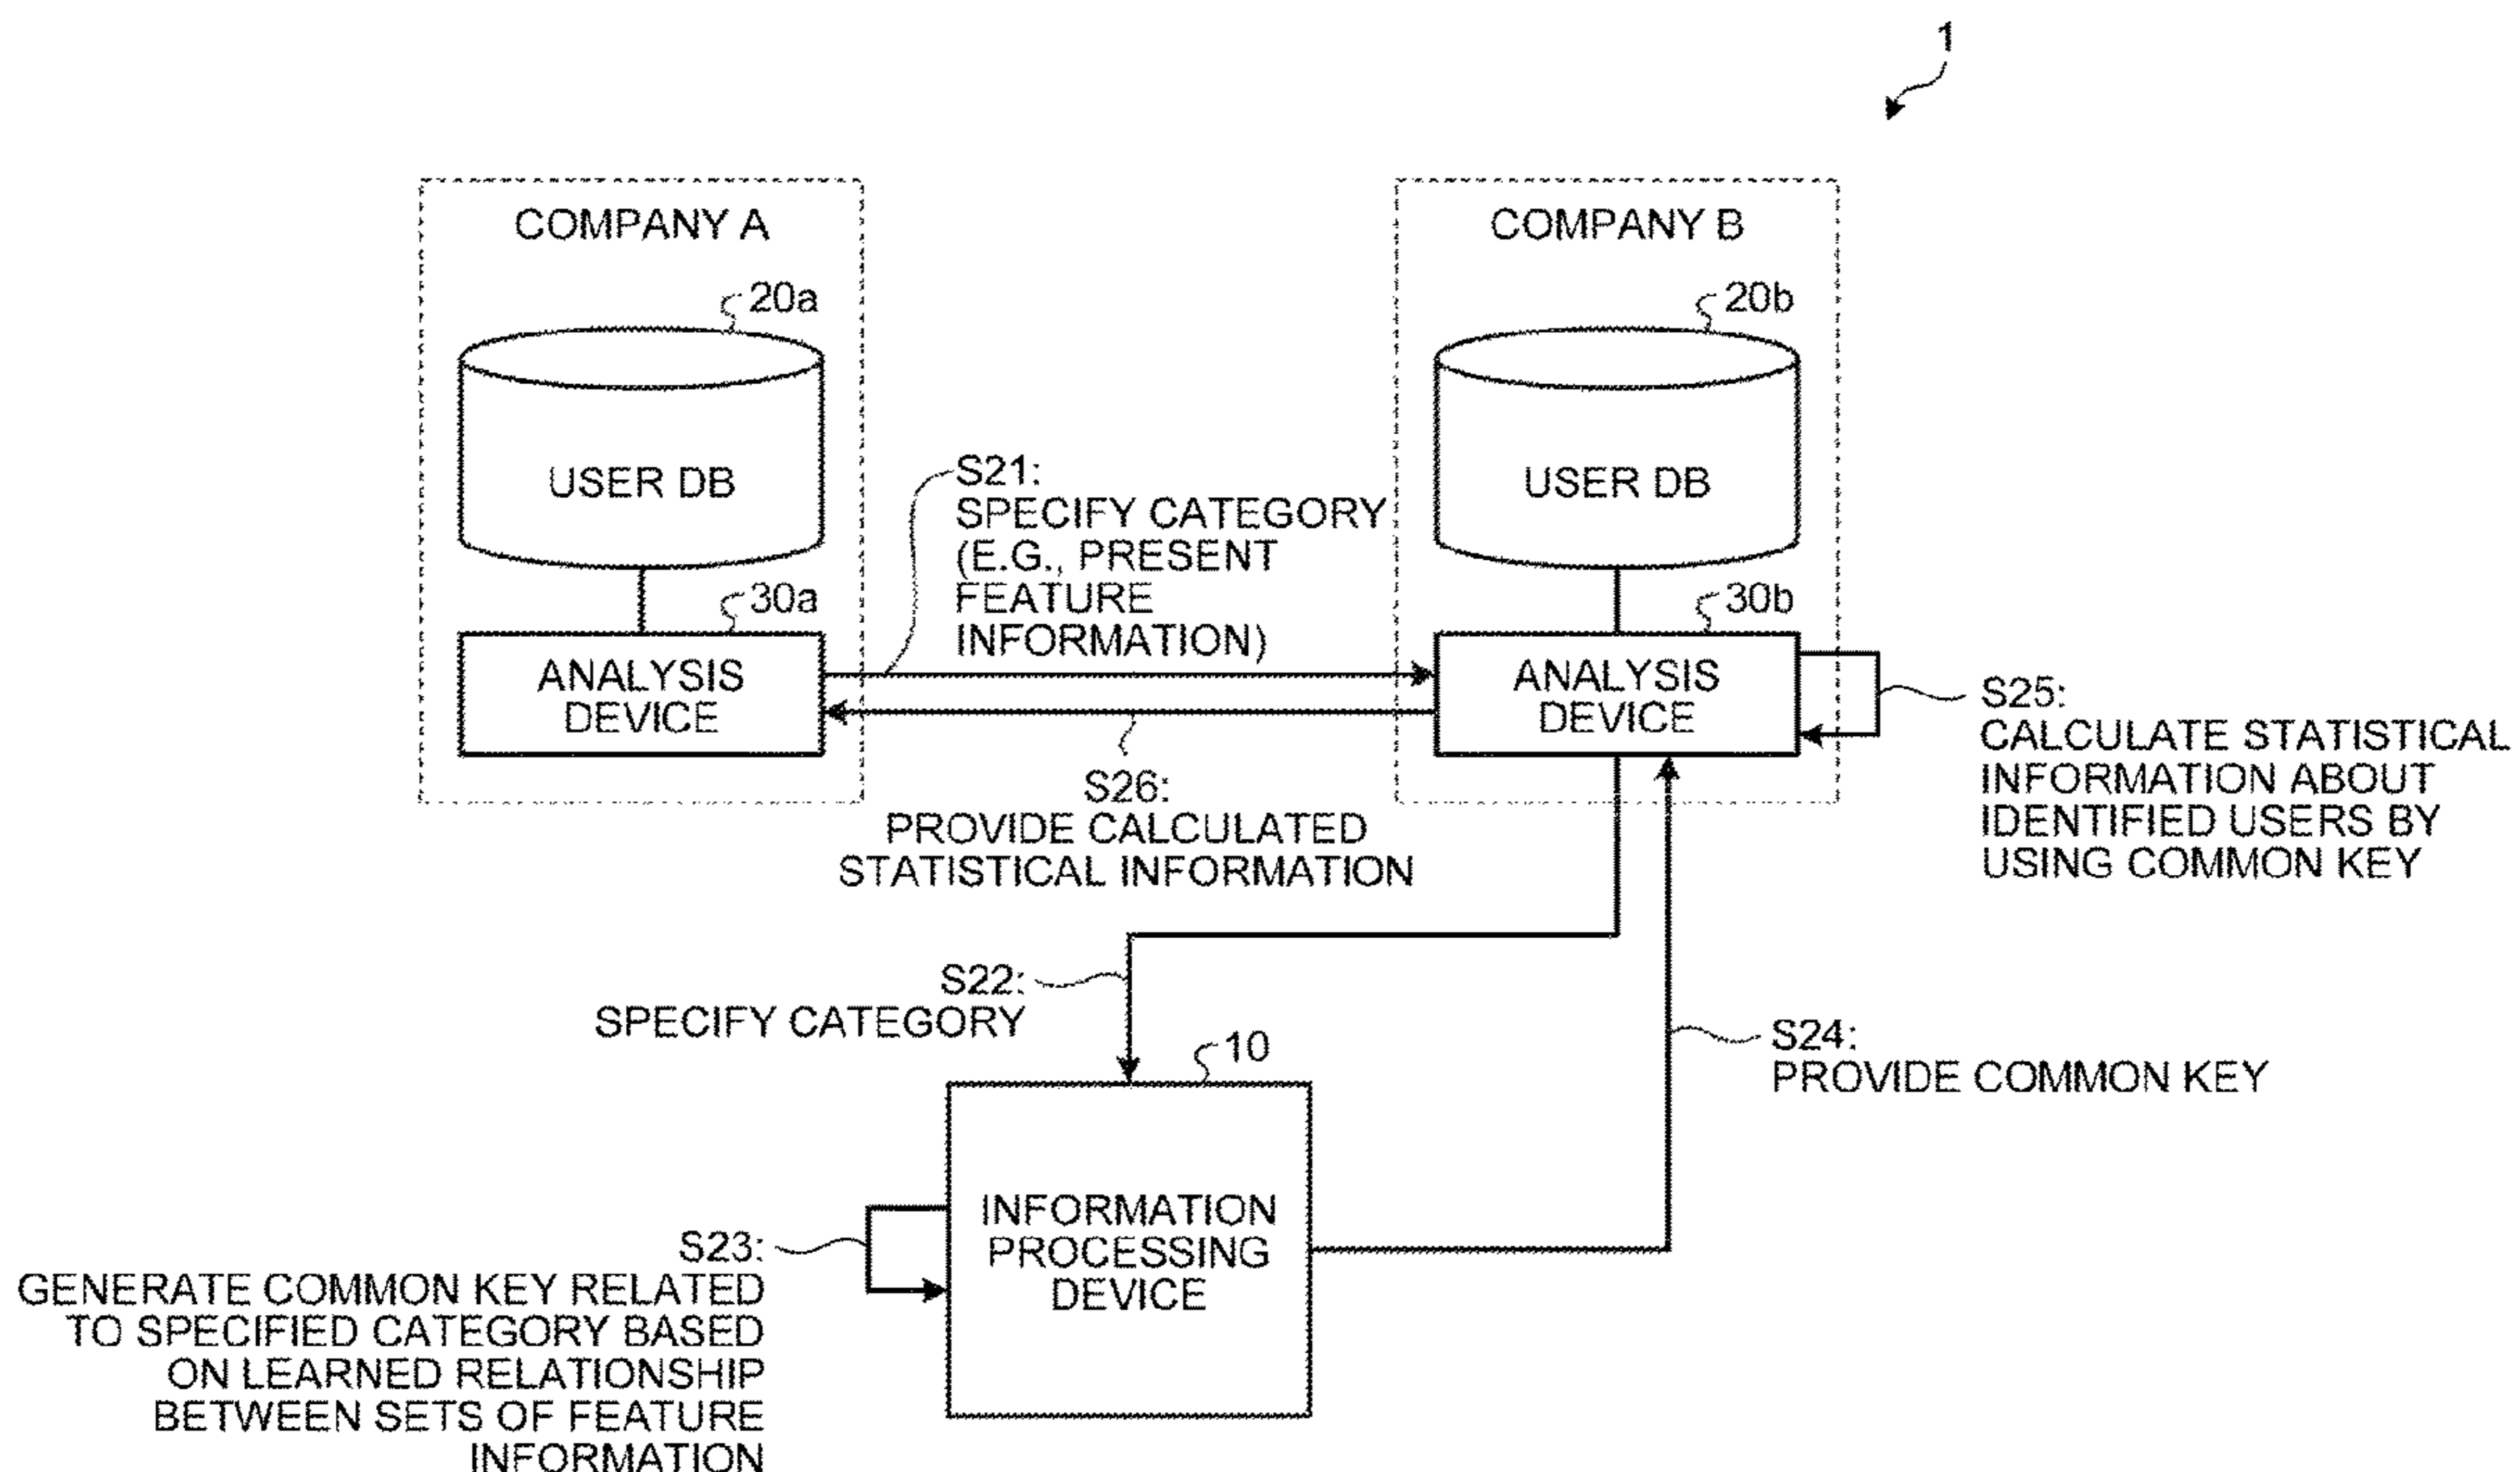 1
COMPANY A
20a
USER DB
30a
ANALYSIS
DEVICE
COMPANY B
20b
USER DB
30b
ANALYSIS
DEVICE
S21:
SPECIFY CATEGORY
(E.G., PRESENT
FEATURE
INFORMATION)
S26:
PROVIDE CALCULATED
STATISTICAL INFORMATION
S25:
CALCULATE STATISTICAL
INFORMATION ABOUT
IDENTIFIED USERS BY
USING COMMON KEY
S22:
SPECIFY CATEGORY
10
INFORMATION
PROCESSING
DEVICE
S24:
PROVIDE COMMON KEY
S23:
GENERATE COMMON KEY RELATED
TO SPECIFIED CATEGORY BASED
ON LEARNED RELATIONSHIP
BETWEEN SETS OF FEATURE
INFORMATION